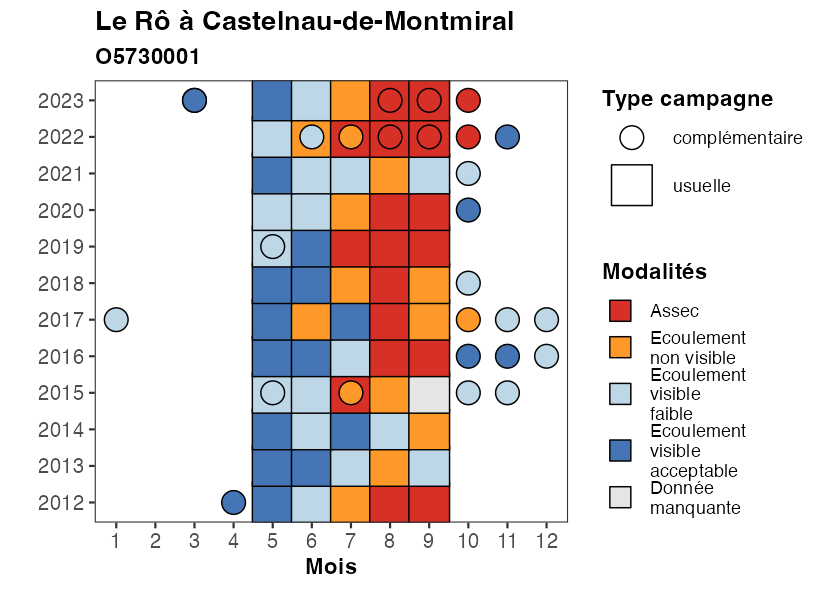 Le Rô à Castelnau-de-Montmiral
O5730001
2023
2022
2021
2020
2019
2018
2017
2016
2015
2014
2013
2012
1 2 3 4 5 6 7 8 9 10 11 12
Mois
Type campagne
complémentaire
usuelle
Modalités
Assec
Ecoulement
non visible
Ecoulement
visible
faible
Ecoulement
visible
acceptable
Donnée
manquante